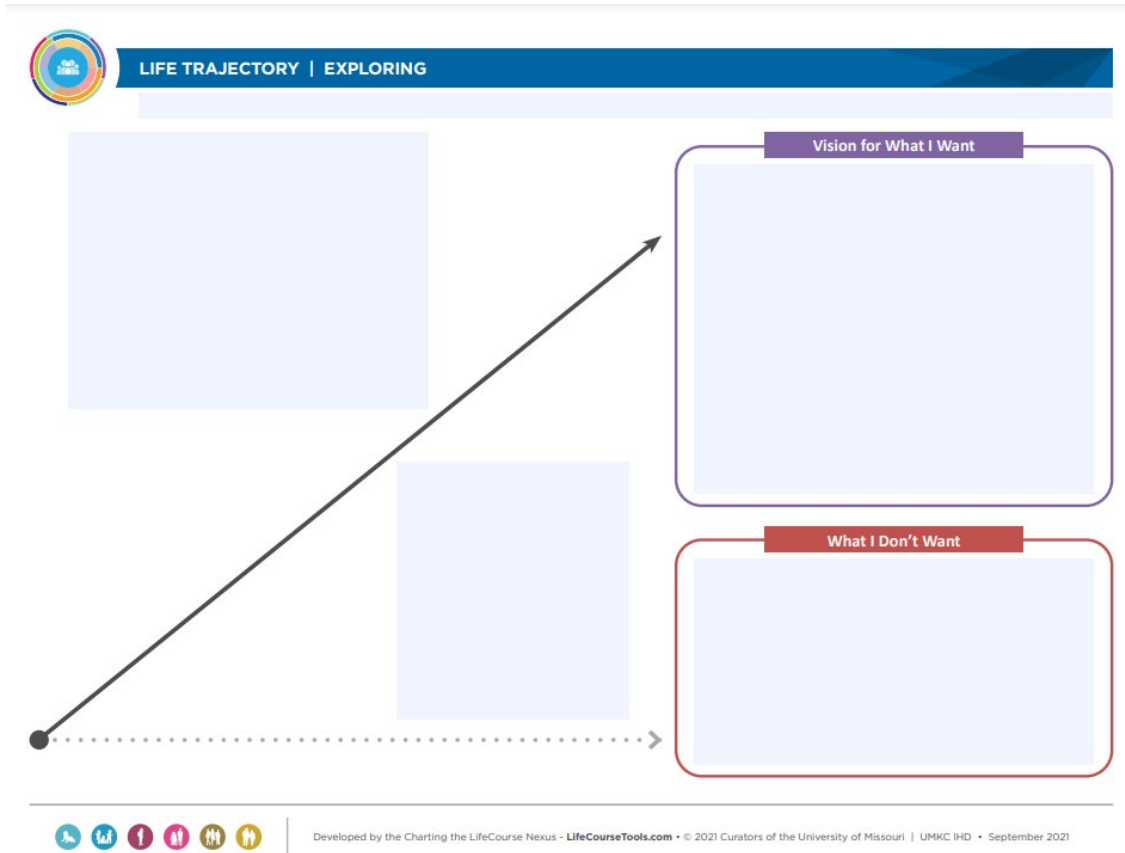 LIFE TRAJECTORY | EXPLORING
Vision for What I Want
What I Don’t Want
Developed by the Charting the LifeCourse Nexus - LifeCourseTools.com • © 2021 Curators of the University of Missouri | UMKC IHD • September 2021